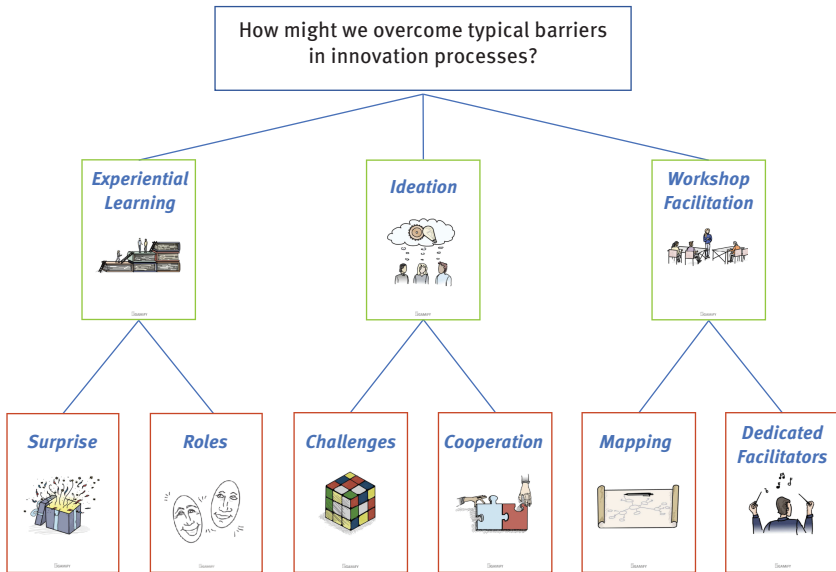 How might we overcome typical barriers
in innovation processes?
Experiential
Learning
Ideation
Workshop
Facilitation
Surprise
Roles
Challenges
Cooperation
Mapping
Dedicated
Facilitators